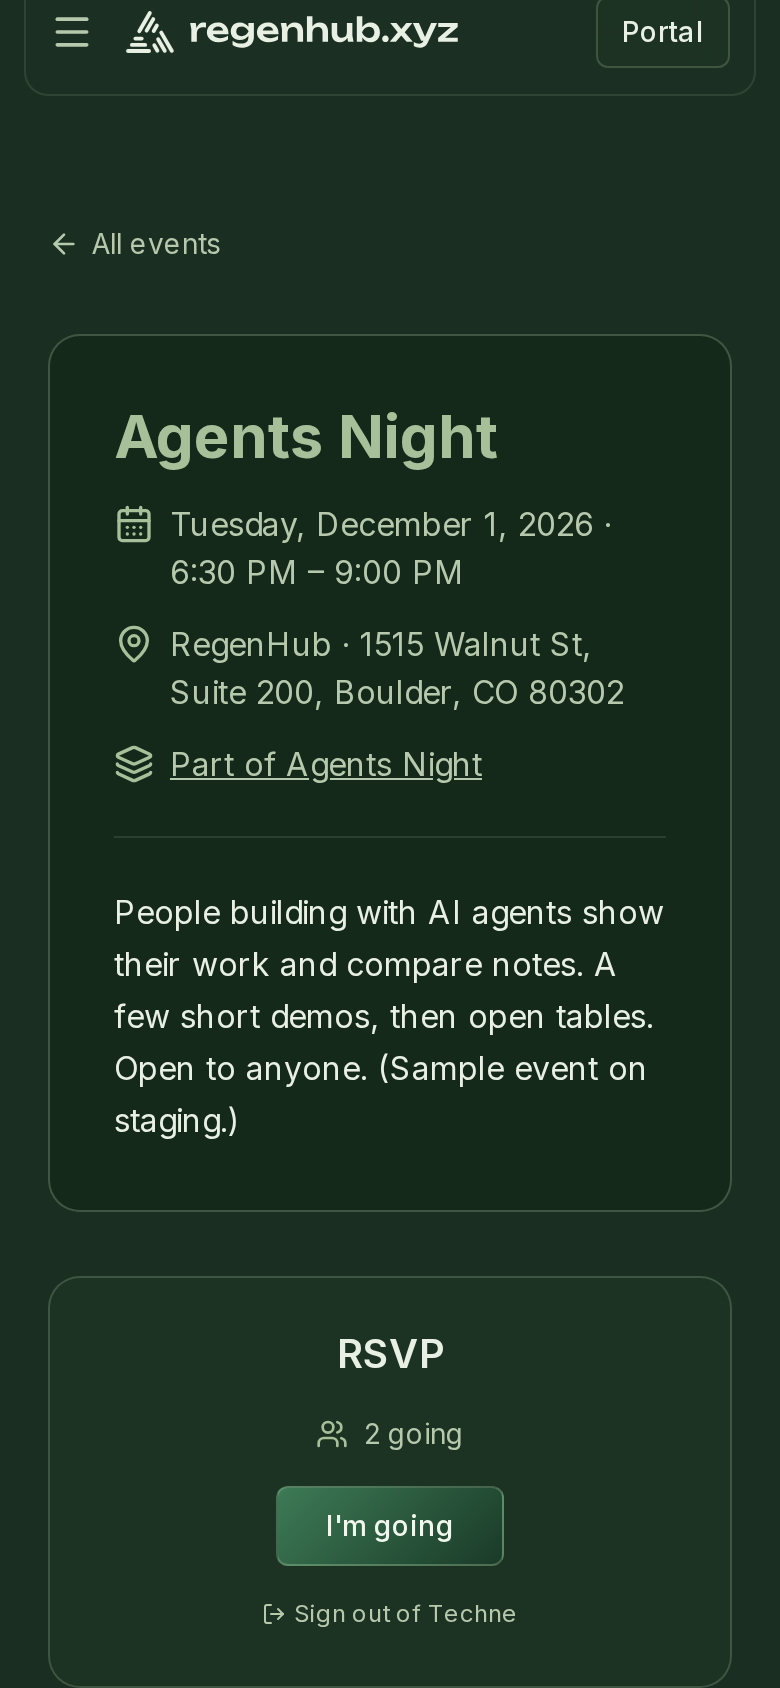 regenhub.xyz
Portal
All events
Agents Night
Tuesday, December 1, 2026 ·
6:30 PM – 9:00 PM
RegenHub · 1515 Walnut St,
Suite 200, Boulder, CO 80302
Part of Agents Night
People building with AI agents show
their work and compare notes. A
few short demos, then open tables.
Open to anyone. (Sample event on
staging.)
RSVP
2 going
I'm going
Sign out of Techne